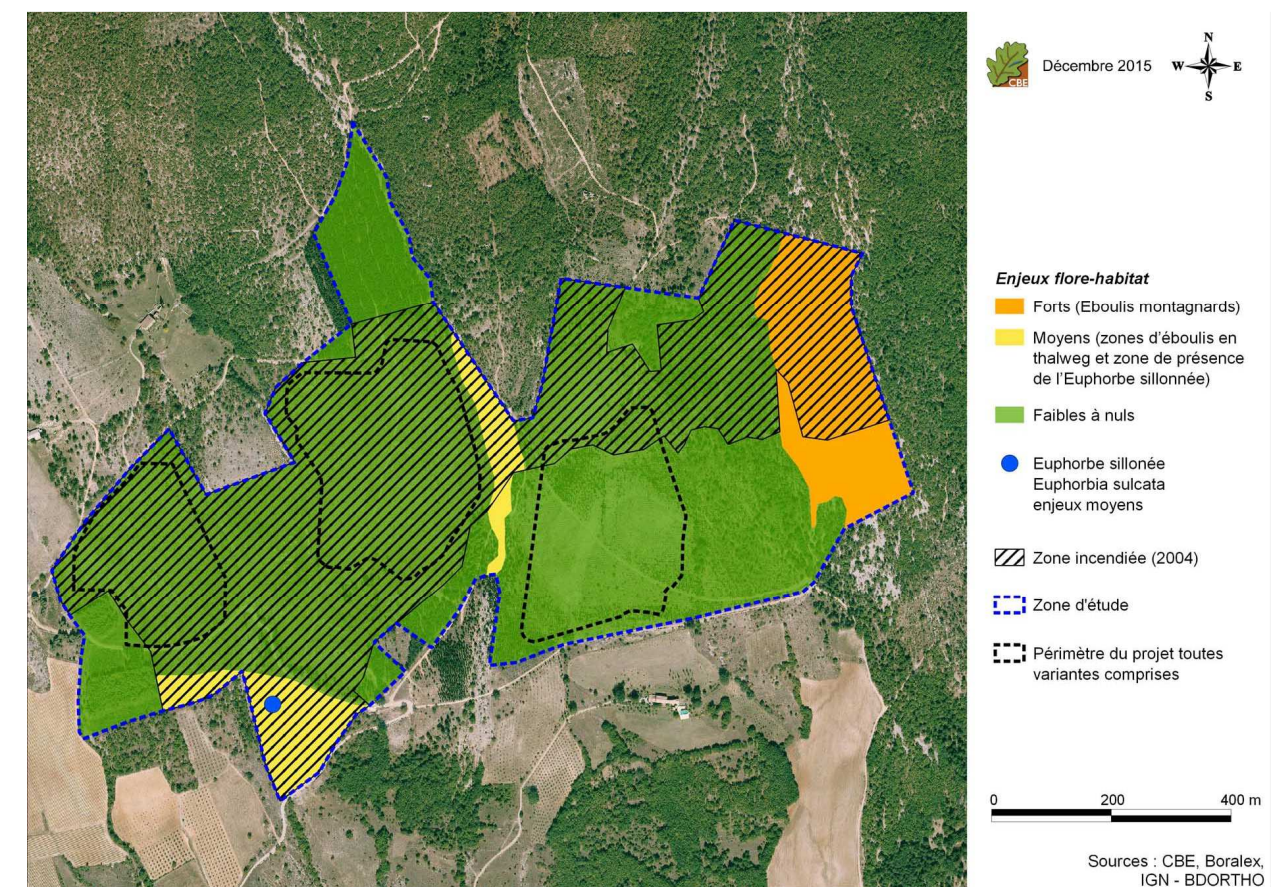 CBE
Décembre 2015
N
W
E
S
Enjeux flore-habitat
Forts (Eboulis montagnards)
Moyens (zones d'éboulis en
thalweg et zone de présence
de l'Euphorbe sillonnée)
Faibles à nuls
Euphorbe sillonée
Euphorbia sulcata
enjeux moyens
Zone incendiée (2004)
Zone d'étude
Périmètre du projet toutes
variantes comprises
0 200 400 m
Sources : CBE, Boralex,
IGN - BDORTHO